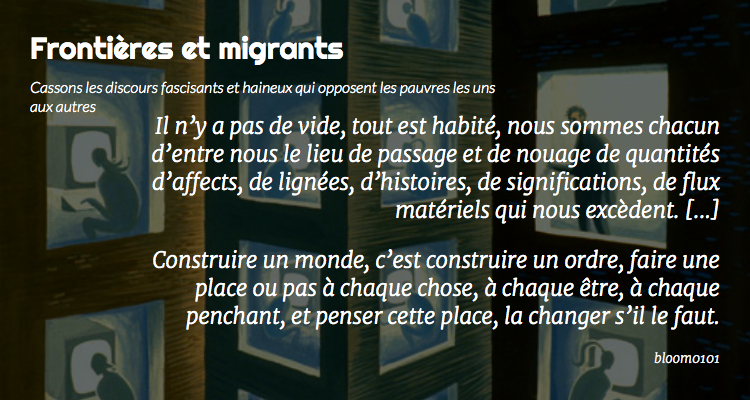 Frontières et migrants
Cassons les discours fascisants et haineux qui opposent les pauvres les uns
aux autres
Il n’y a pas de vide, tout est habité, nous sommes chacun
d’entre nous le lieu de passage et de nouage de quantités
d’affects, de lignées, d’histoires, de significations, de flux
matériels qui nous excèdent. [...]
Construire un monde, c’est construire un ordre, faire une
place ou pas à chaque chose, à chaque être, à chaque
penchant, et penser cette place, la changer s’il le faut.
bloom0101